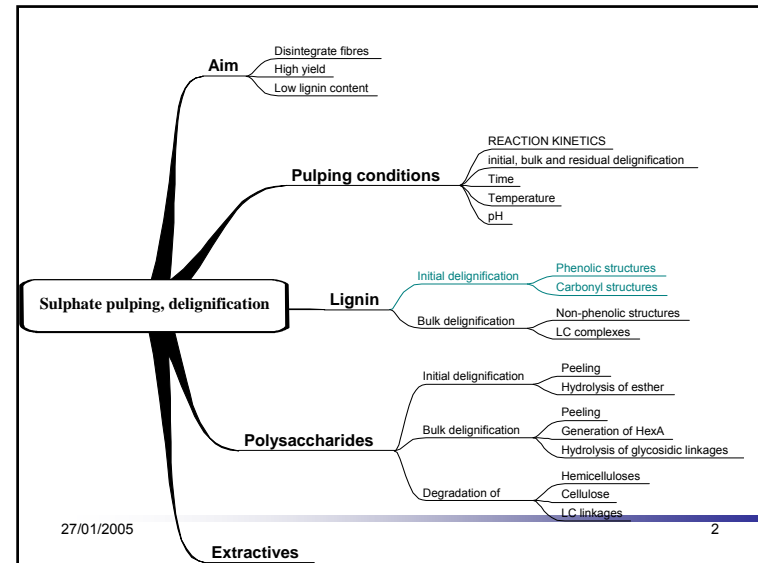 Sulphate pulping, delignification
Aim
Disintegrate fibres
High yield
Low lignin content
Pulping conditions
REACTION KINETICS
initial, bulk and residual delignification
Time
Temperature
pH
Lignin
Initial delignification
Phenolic structures
Carbonyl structures
Bulk delignification
Non-phenolic structures
LC complexes
Polysaccharides
Initial delignification
Peeling
Hydrolysis of esther
Bulk delignification
Peeling
Generation of HexA
Hydrolysis of glycosidic linkages
Degradation of
Hemicelluloses
Cellulose
LC linkages
Extractives
27/01/2005
2